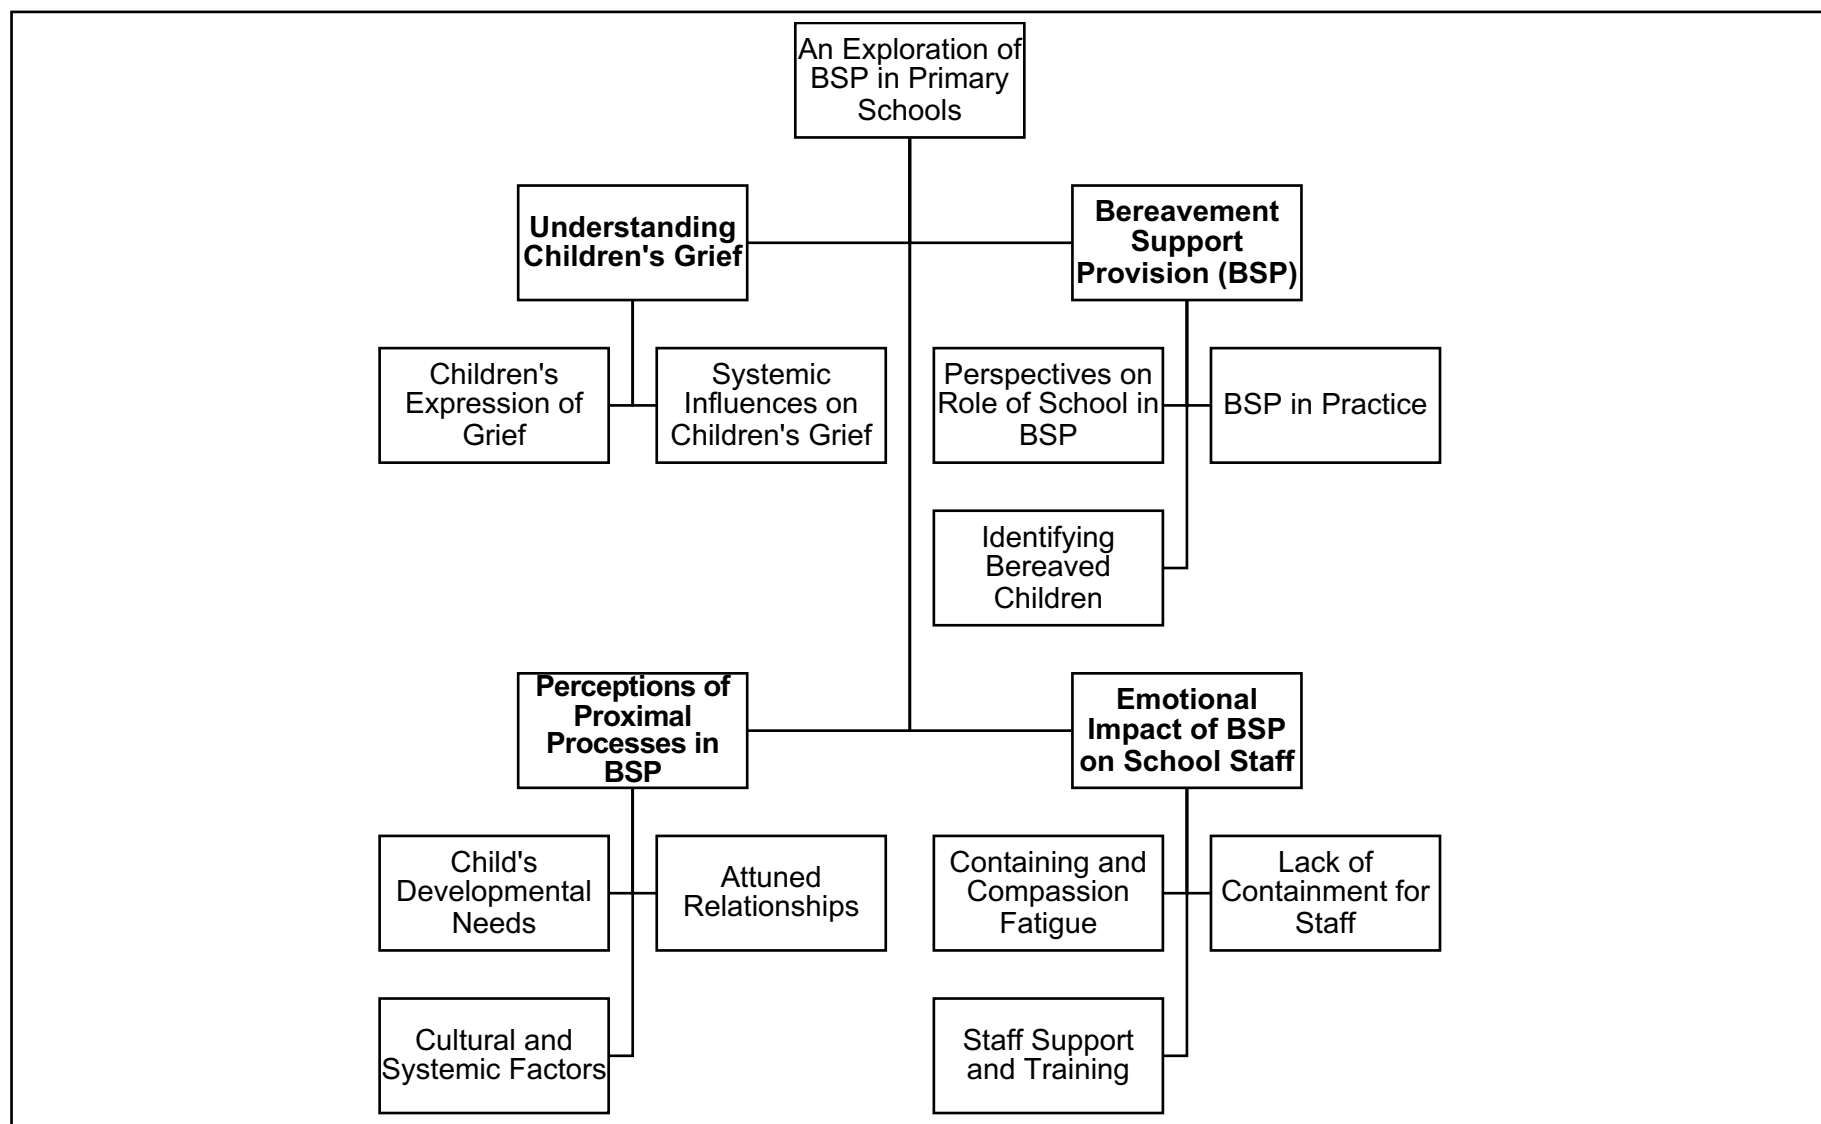 An Exploration of
BSP in Primary
Schools
Understanding
Children's Grief
Bereavement
Support
Provision (BSP)
Children's
Expression of
Grief
Systemic
Influences on
Children's Grief
Perspectives on
Role of School in
BSP
BSP in Practice
Identifying
Bereaved
Children
Perceptions of
Proximal
Processes in
BSP
Emotional
Impact of BSP
on School Staff
Child's
Developmental
Needs
Attuned
Relationships
Containing and
Compassion
Fatigue
Lack of
Containment for
Staff
Cultural and
Systemic Factors
Staff Support
and Training